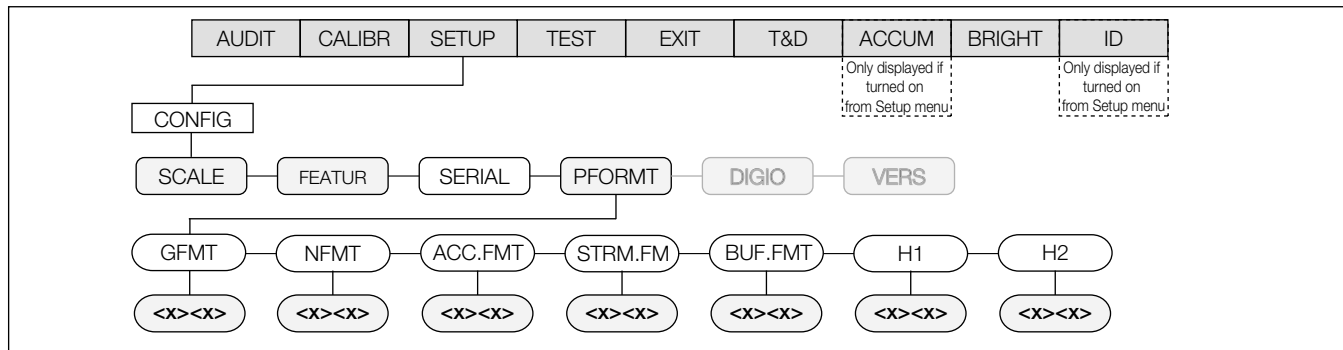 AUDIT CALIBR SETUP TEST EXIT T&D ACCUM BRIGHT ID
Only displayed if
turned on
from Setup menu
Only displayed if
turned on
from Setup menu
CONFIG
SCALE FEATUR SERIAL PFORMT DIGIO VERS
GFMT NFMT ACC.FMT STRM.FM BUF.FMT H1 H2
<x><x> <x><x> <x><x> <x><x> <x><x> <x><x> <x><x>